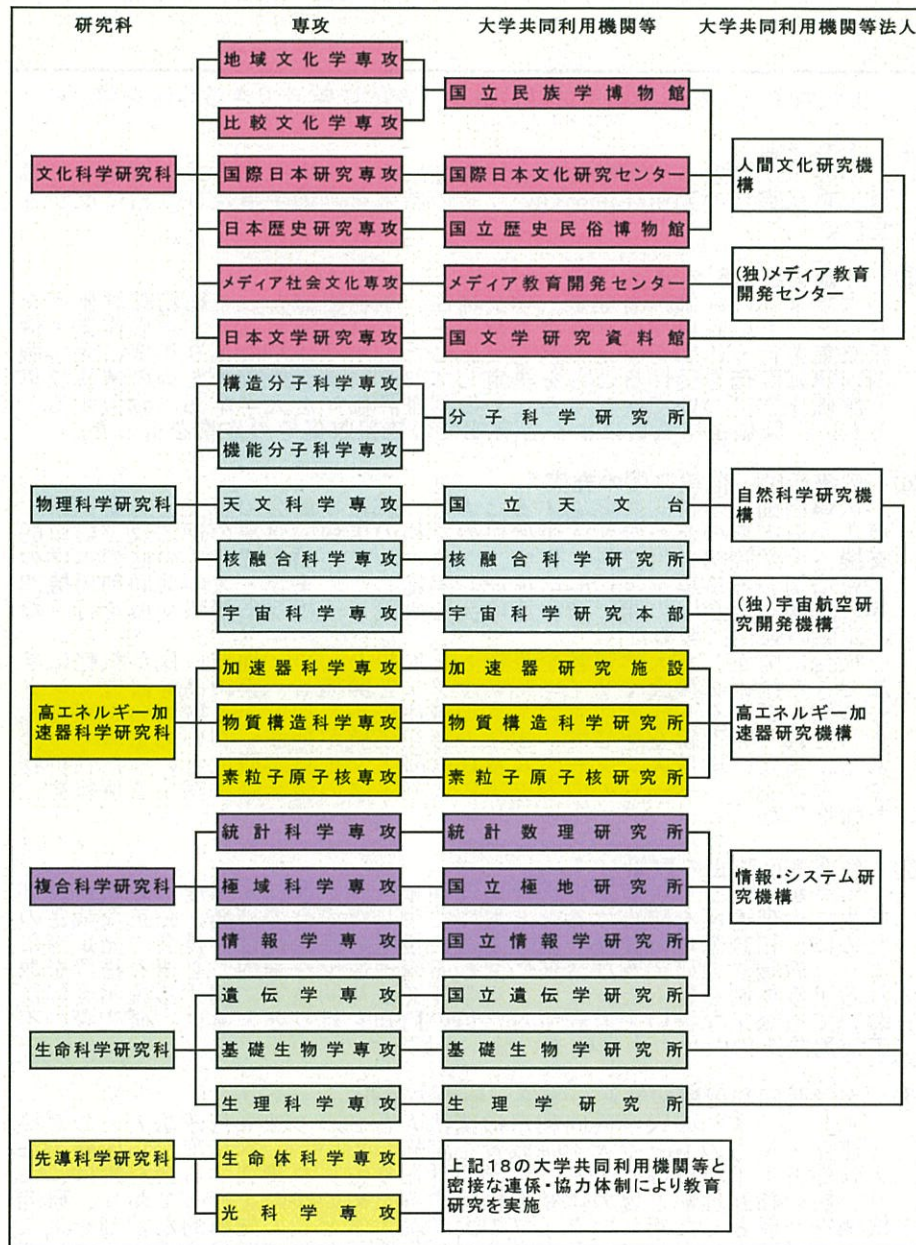 研究科 専攻 大学共同利用機関等 大学共同利用機関等法人
地域文化学専攻
国立民族学博物館
比較文化学専攻
人間文化研究機
構
文化科学研究科 国際日本研究専攻 国際日本文化研究センター
日本歴史研究専攻 国立歴史民俗博物館
(独)メディア教育
開発センター
メディア社会文化専攻 メディア教育開発センター
日本文学研究専攻 国文学研究資料館
構造分子科学専攻
分子科学研究所
機能分子科学専攻
自然科学研究機
構
物理科学研究科 天文科学専攻 国立天文台
核融合科学専攻 核融合科学研究所
(独)宇宙航空研
究開発機構
宇宙科学専攻 宇宙科学研究本部
加速器科学専攻 加速器研究施設
高エネルギー加
速器科学研究科
物質構造科学専攻 物質構造科学研究所
高エネルギー加
速器研究機構
素粒子原子核専攻 素粒子原子核研究所
統計科学専攻 統計数理研究所
複合科学研究科 極域科学専攻 国立極地研究所
情報・システム研
究機構
情報学専攻 国立情報学研究所
遺伝学専攻 国立遺伝学研究所
生命科学研究科 基礎生物学専攻 基礎生物学研究所
生理科学専攻 生理学研究所
先導科学研究科 生命体科学専攻
上記18の大学共同利用機関等と
密接な連係・協力体制により教育
研究を実施
光科学専攻